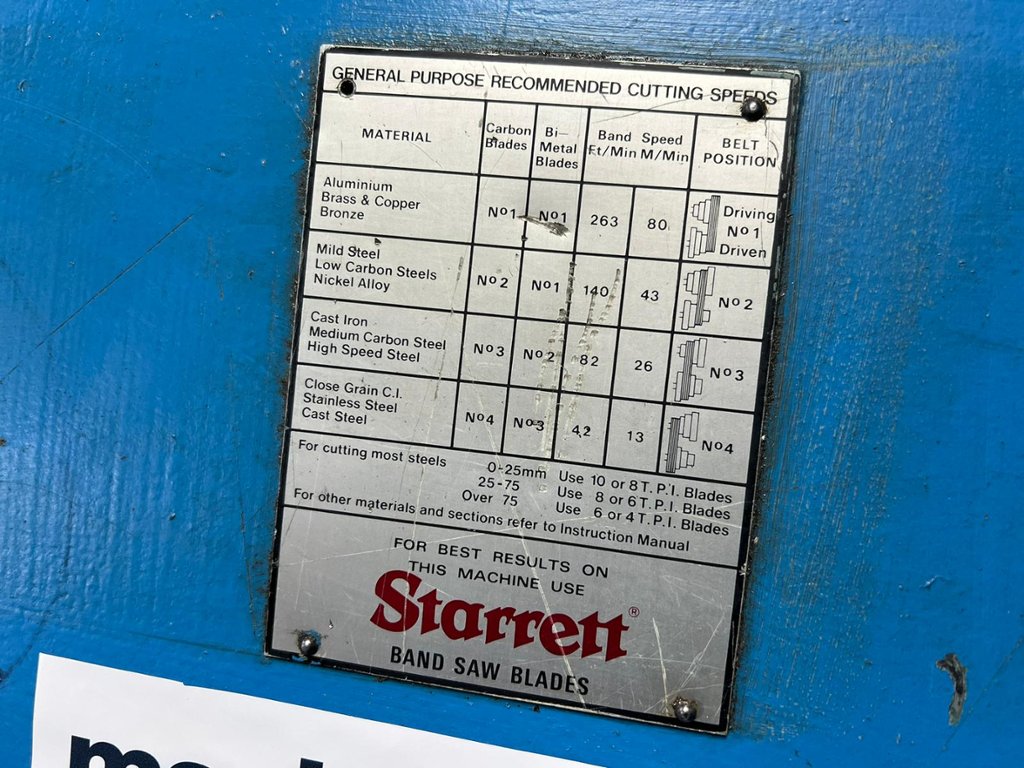 GENERAL PURPOSE RECOMMENDED CUTTING SPEEDS
MATERIAL Carbon Blades Bi-Metal Blades Band Speed Ft/Min M/Min BELT POSITION
Aluminium
Brass & Copper
Bronze
Nº1 Nº1 263 80 Driving Nº1 Driven
Mild Steel
Low Carbon Steels
Nickel Alloy
Nº2 Nº1 140 43 Nº2
Cast Iron
Medium Carbon Steel
High Speed Steel
Nº3 Nº2 82 26 Nº3
Close Grain C.I.
Stainless Steel
Cast Steel
Nº4 Nº3 42 13 Nº4
For cutting most steels 0-25mm Use 10 or 8 T.P.I. Blades
25-75 Use 8 or 6 T.P.I. Blades
Over 75 Use 6 or 4 T.P.I. Blades
For other materials and sections refer to Instruction Manual
FOR BEST RESULTS ON
THIS MACHINE USE
Starrett®
BAND SAW BLADES